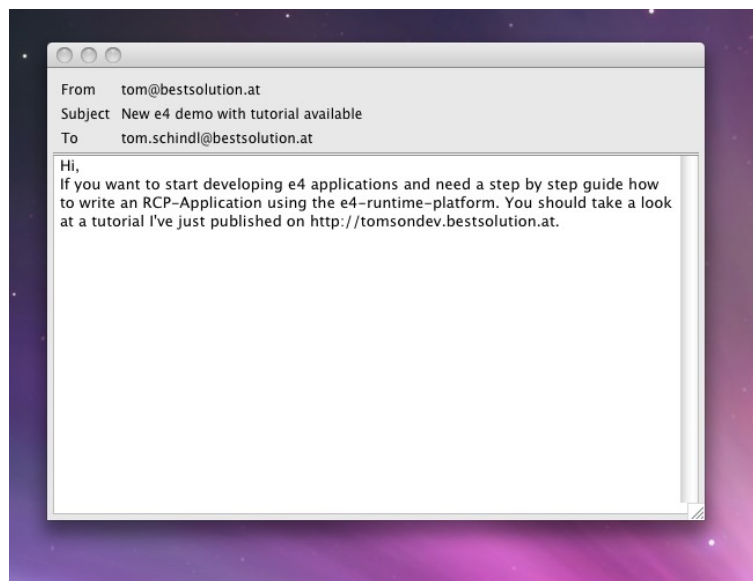 From tom@bestsolution.at
Subject New e4 demo with tutorial available
To tom.schindl@bestsolution.at
Hi,
If you want to start developing e4 applications and need a step by step guide how
to write an RCP-Application using the e4-runtime-platform. You should take a look
at a tutorial I've just published on http://tomsondev.bestsolution.at.